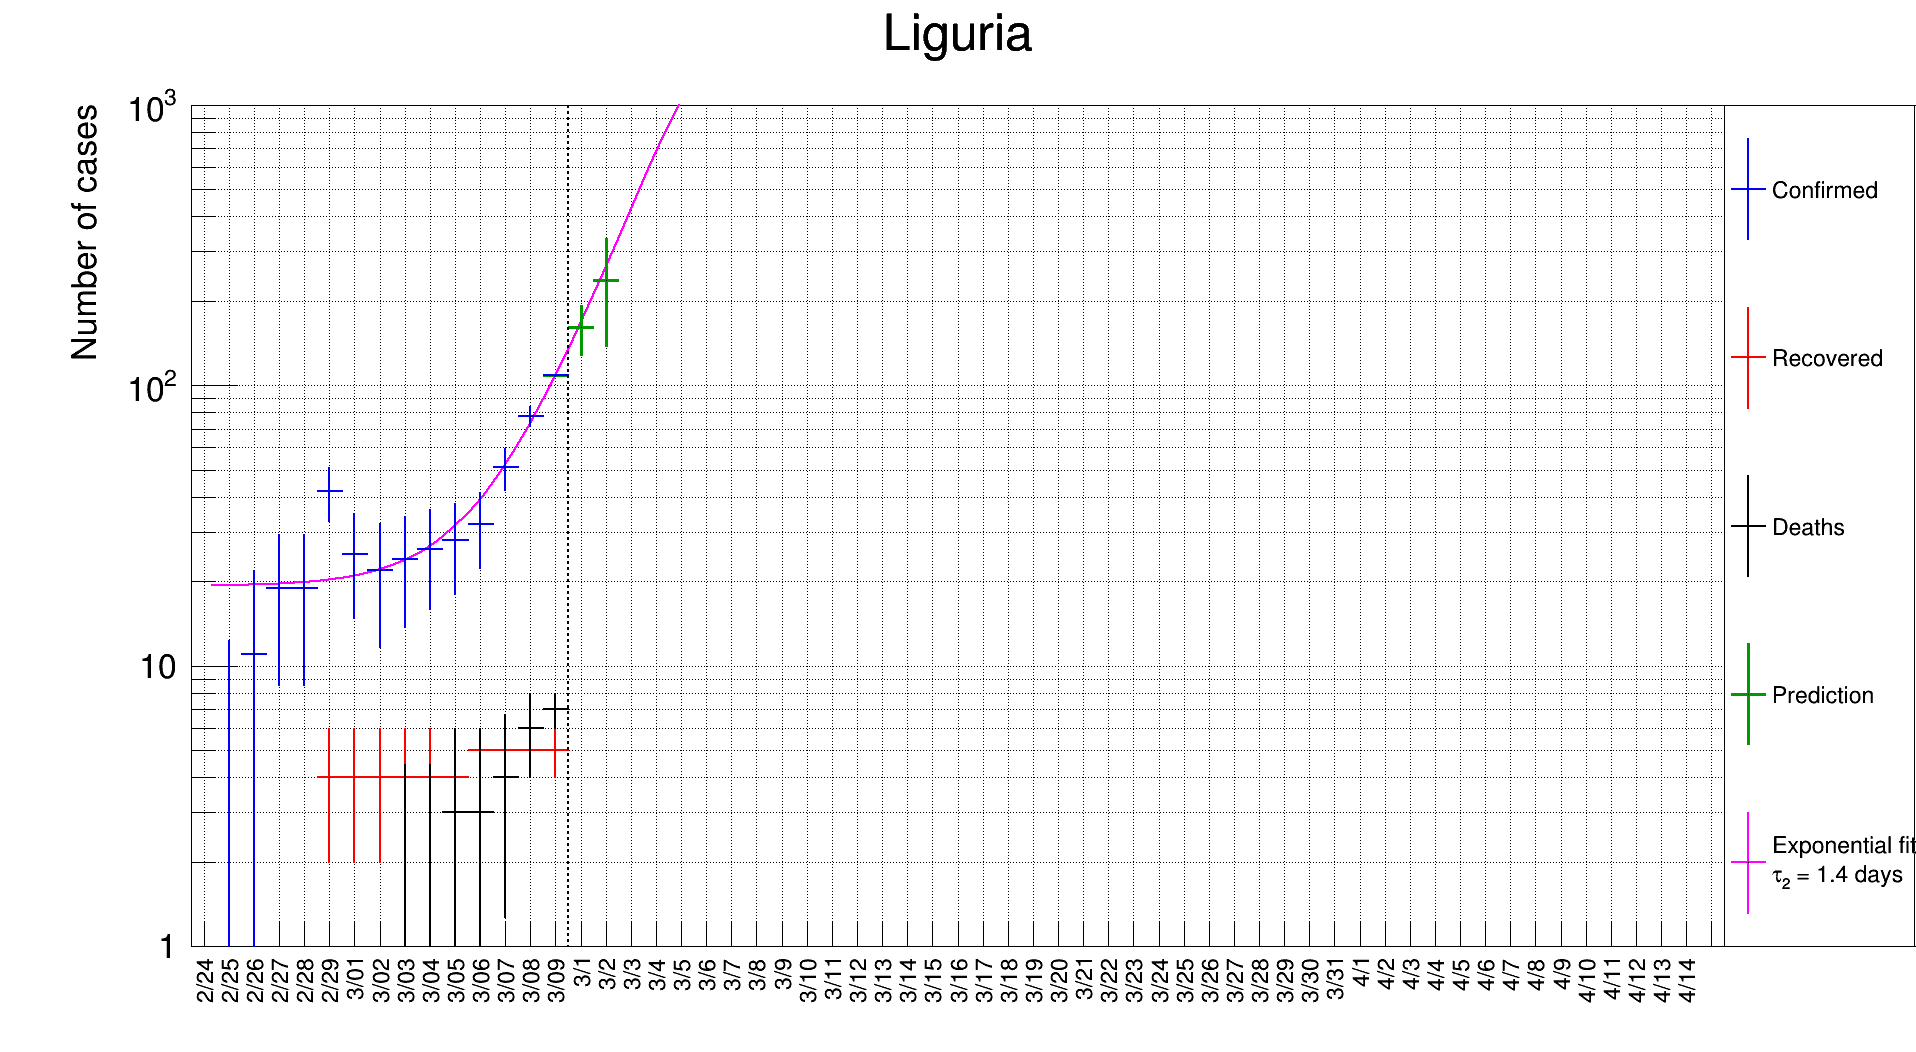 Liguria
Number of cases
10³
10²
10
1
2/24 2/25 2/26 2/27 2/28 2/29 3/01 3/02 3/03 3/04 3/05 3/06 3/07 3/08 3/09 3/1 3/2 3/3 3/4 3/5 3/6 3/7 3/8 3/9 3/10 3/11 3/12 3/13 3/14 3/15 3/16 3/17 3/18 3/19 3/20 3/21 3/22 3/23 3/24 3/25 3/26 3/27 3/28 3/29 3/30 3/31 4/1 4/2 4/3 4/4 4/5 4/6 4/7 4/8 4/9 4/10 4/11 4/12 4/13 4/14
Confirmed
Recovered
Deaths
Prediction
Exponential fit
τ₂ = 1.4 days